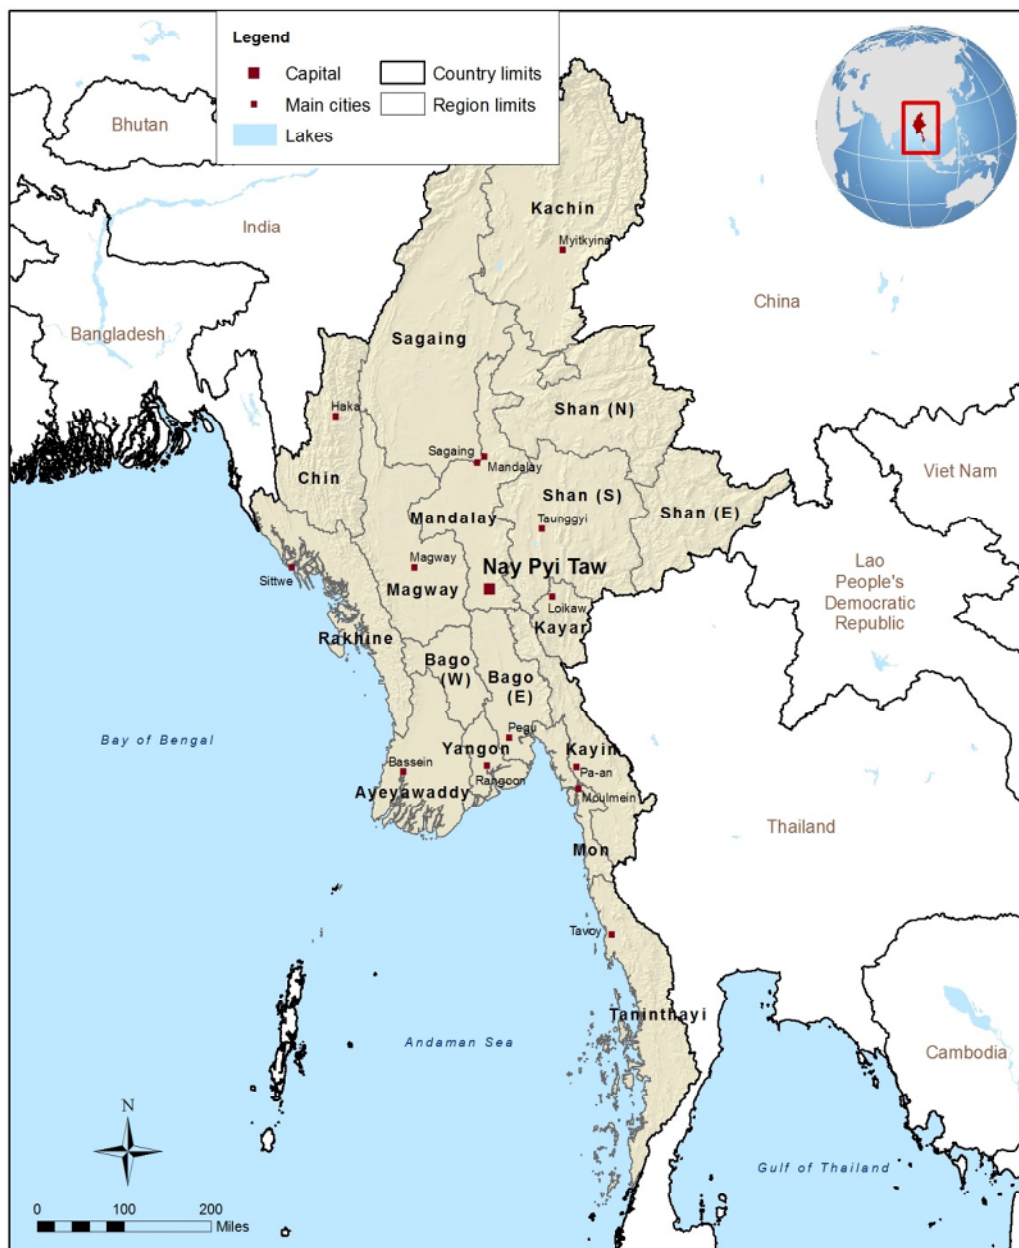 Legend
Capital
Country limits
Main cities
Region limits
Lakes
Bhutan
India
Bangladesh
China
Kachin
Myitkyina
Sagaing
Haka
Shan (N)
Sagaing
Mandalay
Chin
Viet Nam
Shan (S)
Shan (E)
Mandalay
Taunggyi
Magway
Nay Pyi Taw
Sittwe
Magway
Loikaw
Kayar
Lao
People's
Democratic
Republic
Rakhine
Bago
(W)
Bago
(E)
Bay of Bengal
Pegu
Yangon
Kayin
Bassein
Rangoon
Pa-an
Ayeyawaddy
Moulmein
Thailand
Mon
Tavoy
Taninthayi
Andaman Sea
Cambodia
N
Gulf of Thailand
0 100 200
Miles